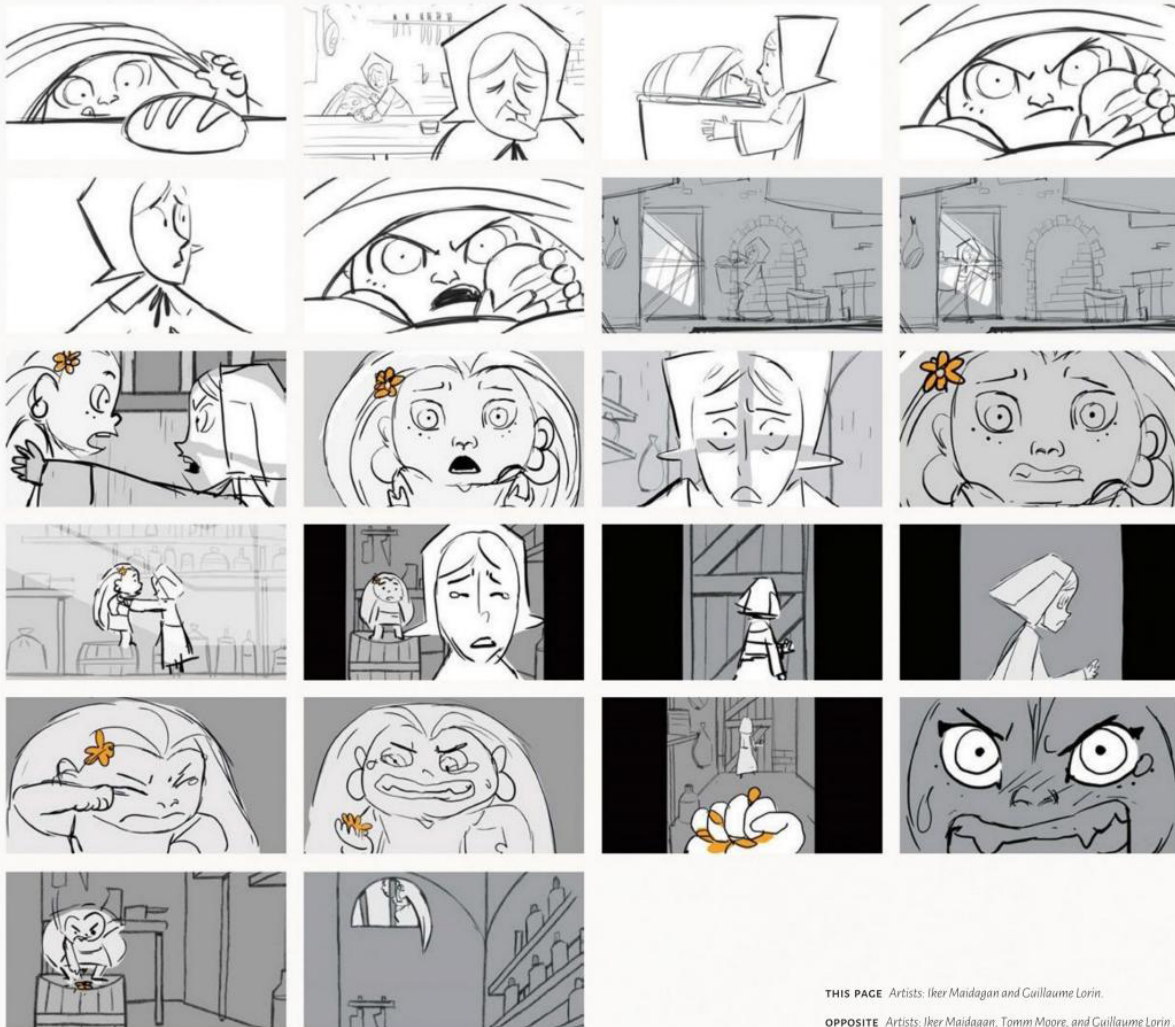 THIS PAGE Artists: Iker Maidagan and Guillaume Lorin.
OPPOSITE Artists: Iker Maidagan, Tomm Moore, and Guillaume Lorin.